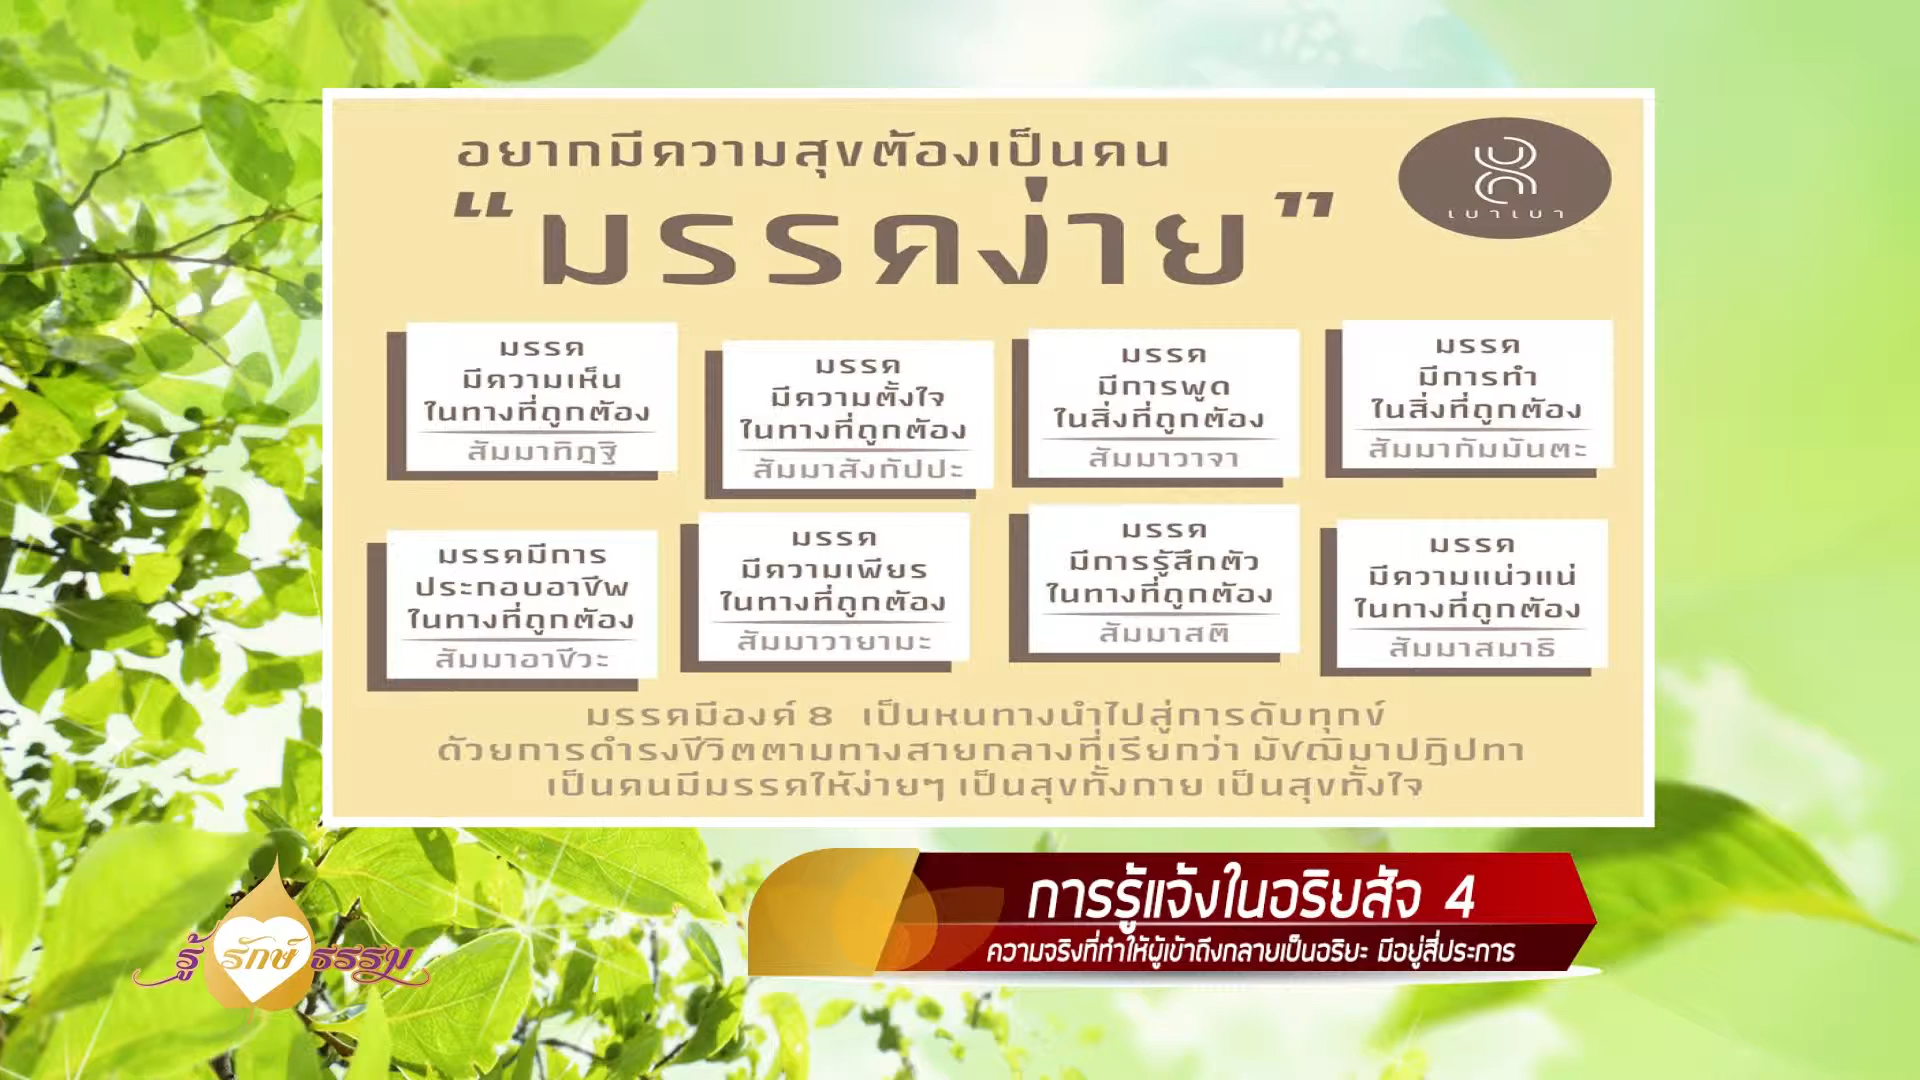 อยากมีความสุขต้องเป็นคน
“มรรคง่าย”
เบาเบา
มรรค
มีความเห็น
ในทางที่ถูกต้อง
สัมมาทิฎฐิ
มรรค
มีความตั้งใจ
ในทางที่ถูกต้อง
สัมมาสังกัปปะ
มรรค
มีการพูด
ในสิ่งที่ถูกต้อง
สัมมาวาจา
มรรค
มีการทำ
ในสิ่งที่ถูกต้อง
สัมมากัมมันตะ
มรรคมีการ
ประกอบอาชีพ
ในทางที่ถูกต้อง
สัมมาอาชีวะ
มรรค
มีความเพียร
ในทางที่ถูกต้อง
สัมมาวายามะ
มรรค
มีการรู้สึกตัว
ในทางที่ถูกต้อง
สัมมาสติ
มรรค
มีความแน่วแน่
ในทางที่ถูกต้อง
สัมมาสมาธิ
มรรคมีองค์ 8 เป็นหนทางนำไปสู่การดับทุกข์
ด้วยการดำรงชีวิตตามทางสายกลางที่เรียกว่า มัชฌิมาปฎิปทา
เป็นคนมีมรรคให้ง่ายๆ เป็นสุขทั้งกาย เป็นสุขทั้งใจ
การรู้แจ้งในอริยสัจ 4
ความจริงที่ทำให้ผู้เข้าถึงกลายเป็นอริยะ มีอยู่สี่ประการ
รู้ รักษ์ ธรรม